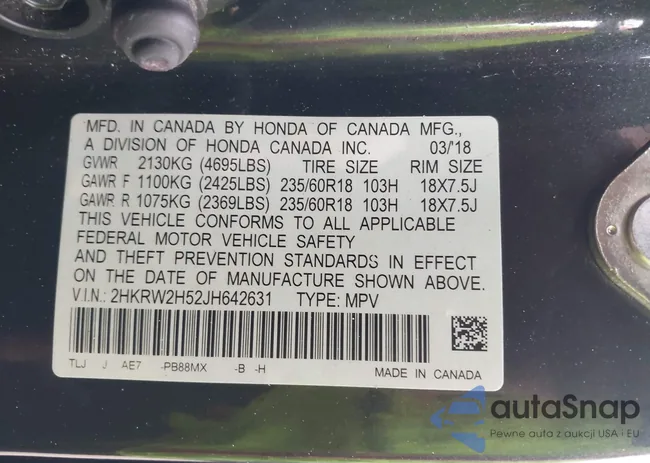 MFD. IN CANADA BY HONDA OF CANADA MFG.,
A DIVISION OF HONDA CANADA INC. 03/'18
GVWR 2130KG (4695LBS) TIRE SIZE RIM SIZE
GAWR F 1100KG (2425LBS) 235/60R18 103H 18X7.5J
GAWR R 1075KG (2369LBS) 235/60R18 103H 18X7.5J
THIS VEHICLE CONFORMS TO ALL APPLICABLE
FEDERAL MOTOR VEHICLE SAFETY
AND THEFT PREVENTION STANDARDS IN EFFECT
ON THE DATE OF MANUFACTURE SHOWN ABOVE.
V.I.N.: 2HKRW2H52JH642631 TYPE: MPV
TLJ J AE7 -PB88MX -B -H MADE IN CANADA
autaSnap
Pewne auta z aukcji USA · EU